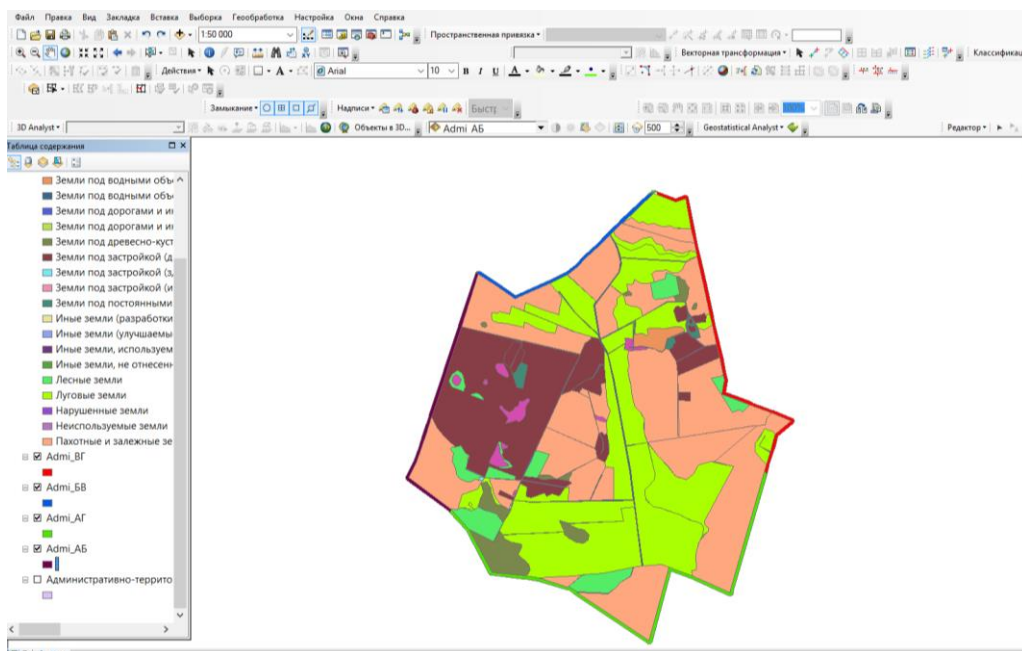 Файл Правка Вид Закладка Вставка Выборка Геообработка Настройка Окна Справка
1:50 000 Пространственная привязка
Векторная трансформация Классификац
Действия Arial 10 Ж I Ч A
Замыкание Надписи Быстр
3D Analyst Объекты в 3D... Admi АБ 500 Geostatistical Analyst Редактор
Таблица содержания
Земли под водными объ
Земли под водными объ
Земли под дорогами и ин
Земли под дорогами и ин
Земли под древесно-куст
Земли под застройкой (д
Земли под застройкой (з
Земли под застройкой (и
Земли под постоянными
Иные земли (разработки
Иные земли (улучшаемы
Иные земли, используем
Иные земли, не отнесенн
Лесные земли
Луговые земли
Нарушенные земли
Неиспользуемые земли
Пахотные и залежные зе
Admi_ВГ
Admi_БВ
Admi_АГ
Admi_АБ
Административно-террито